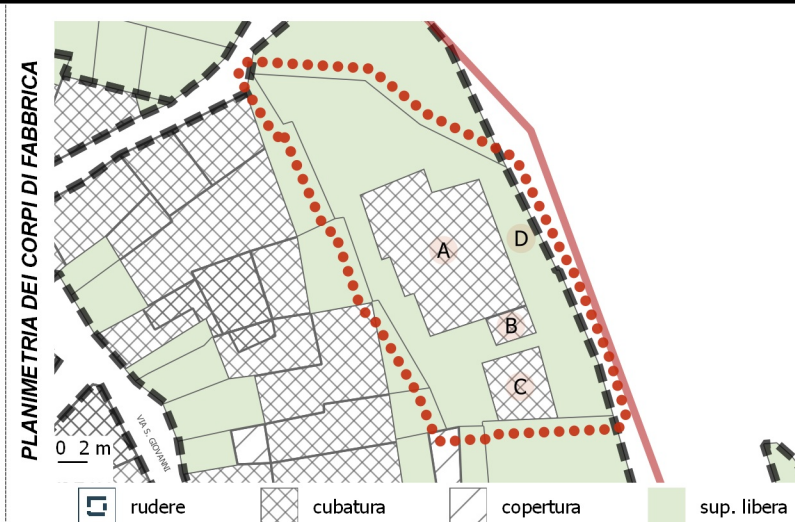 PLANIMETRIA DEI CORPI DI FABBRICA
A
D
B
C
VIA S. GIOVANNI
0 2 m
rudere
cubatura
copertura
sup. libera